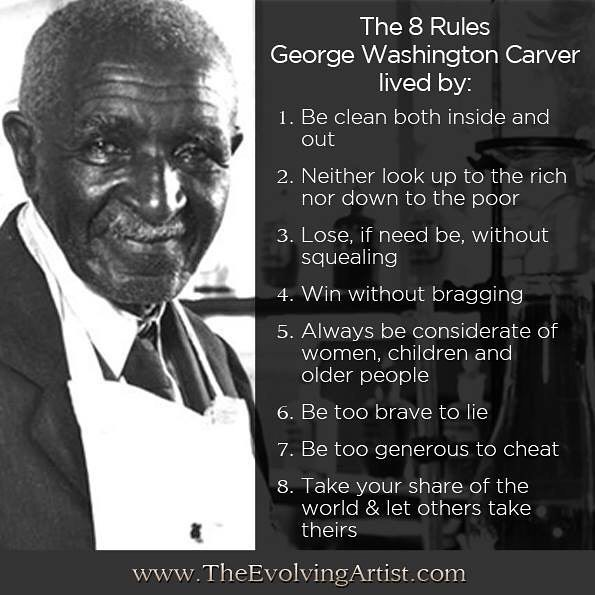 The 8 Rules
George Washington Carver
lived by:
1. Be clean both inside and
out
2. Neither look up to the rich
nor down to the poor
3. Lose, if need be, without
squealing
4. Win without bragging
5. Always be considerate of
women, children and
older people
6. Be too brave to lie
7. Be too generous to cheat
8. Take your share of the
world & let others take
theirs
www.TheEvolvingArtist.com